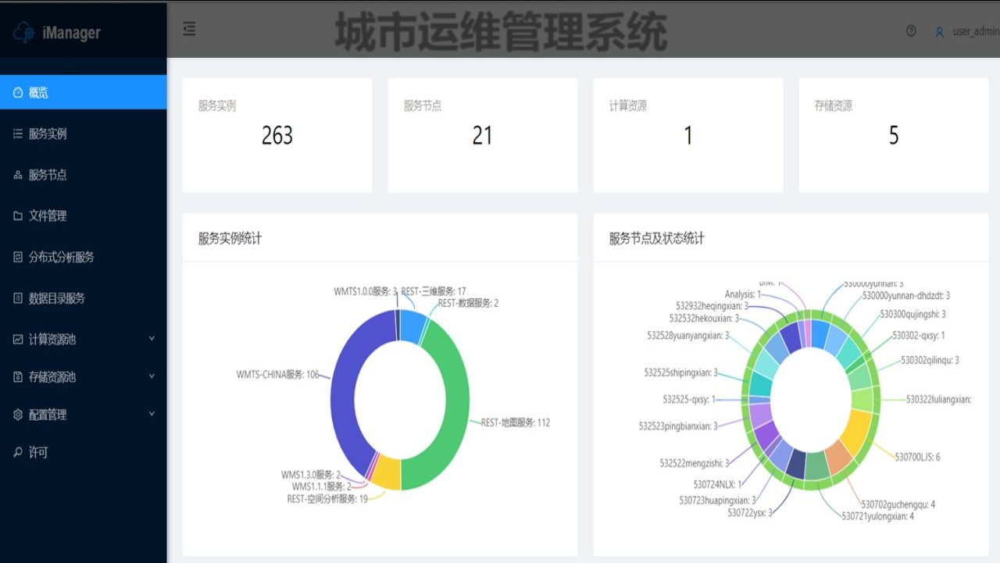 iManager
城市运维管理系统
user_admin
概览
服务实例
服务节点
文件管理
分布式分析服务
数据目录服务
计算资源池
存储资源池
配置管理
许可
服务实例
263
服务节点
21
计算资源
1
存储资源
5
服务实例统计
WMTS1.0.0服务: 3
REST-三维服务: 17
REST-数据服务: 2
WMTS-CHINA服务: 106
REST-地图服务: 112
WMS1.3.0服务: 2
WMS1.1.1服务: 2
REST-空间分析服务: 19
服务节点及状态统计
BIM: 1
530000yunnan: 3
Analysis: 1
530000yunnan-dhdzdt: 3
532932heqingxian: 3
530300qujingshi: 3
532532hekouxian: 3
532528yuanyangxian: 3
530302-qxsy: 1
530302qilinqu: 3
532525shipingxian: 3
532525-qxsy: 1
530322luliangxian:
532523pingbianxian: 3
530700LJS: 6
532522mengzishi: 3
530724NLX: 1
530723huapingxian: 3
530702guchengqu: 4
530722ysx: 3
530721yulongxian: 4